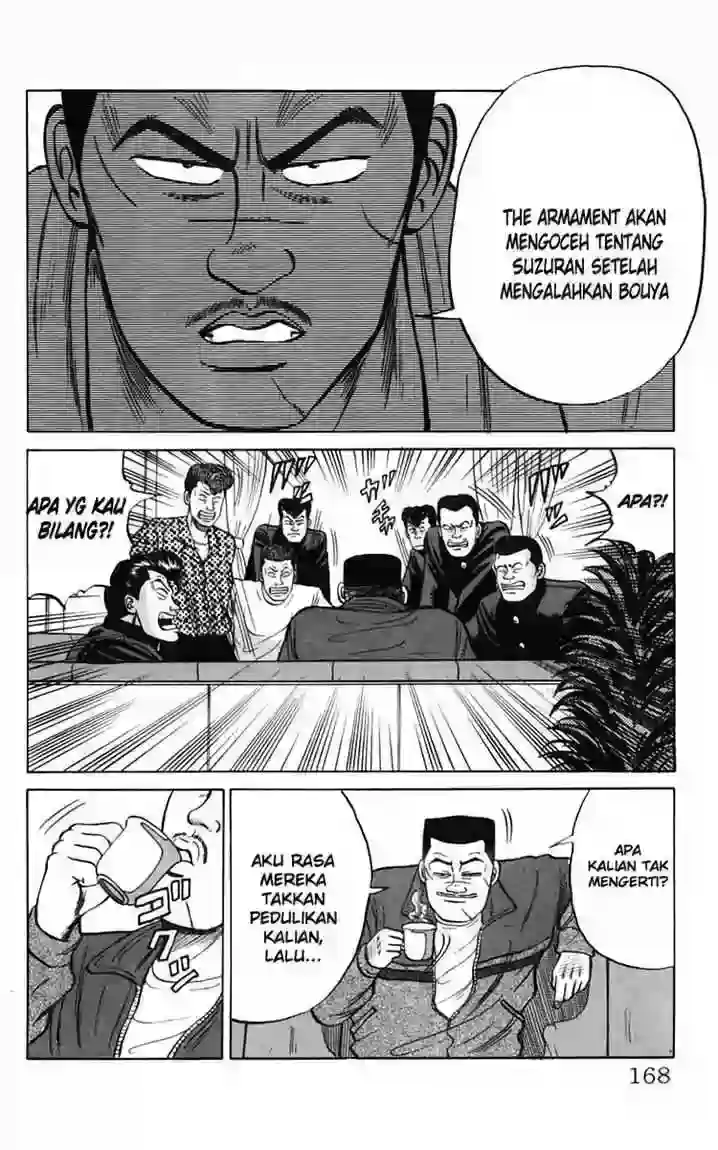 THE ARMAMENT AKAN
MENGOCEH TENTANG
SUZURAN SETELAH
MENGALAHKAN BOUYA
APA YG KAU
BILANG?!
APA?!
APA
KALIAN TAK
MENGERTI?
AKU RASA
MEREKA
TAKKAN
PEDULIKAN
KALIAN,
LALU...
168